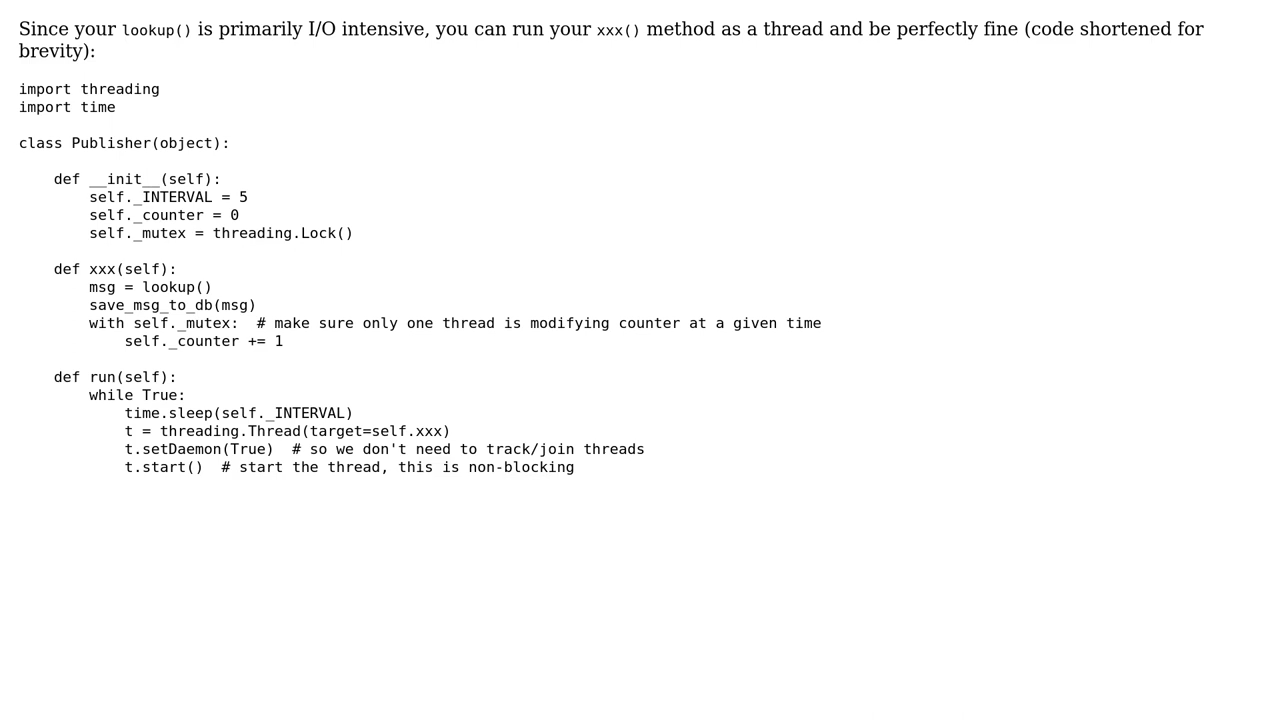 Since your lookup() is primarily I/O intensive, you can run your xxx() method as a thread and be perfectly fine (code shortened for
brevity):
import threading
import time
class Publisher(object):
    def __init__(self):
        self._INTERVAL = 5
        self._counter = 0
        self._mutex = threading.Lock()
    def xxx(self):
        msg = lookup()
        save_msg_to_db(msg)
        with self._mutex:  # make sure only one thread is modifying counter at a given time
            self._counter += 1
    def run(self):
        while True:
            time.sleep(self._INTERVAL)
            t = threading.Thread(target=self.xxx)
            t.setDaemon(True)  # so we don't need to track/join threads
            t.start()  # start the thread, this is non-blocking